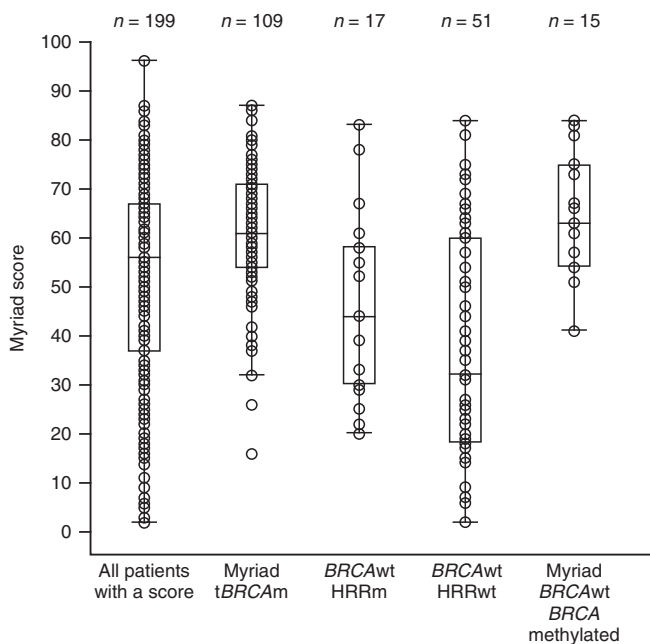 n = 199 n = 109 n = 17 n = 51 n = 15
100
90
80
70
60
50
40
30
20
10
0
Myriad score
All patients with a score
Myriad tBRCAm
BRCAwt HRRm
BRCAwt HRRwt
Myriad BRCAwt BRCA methylated